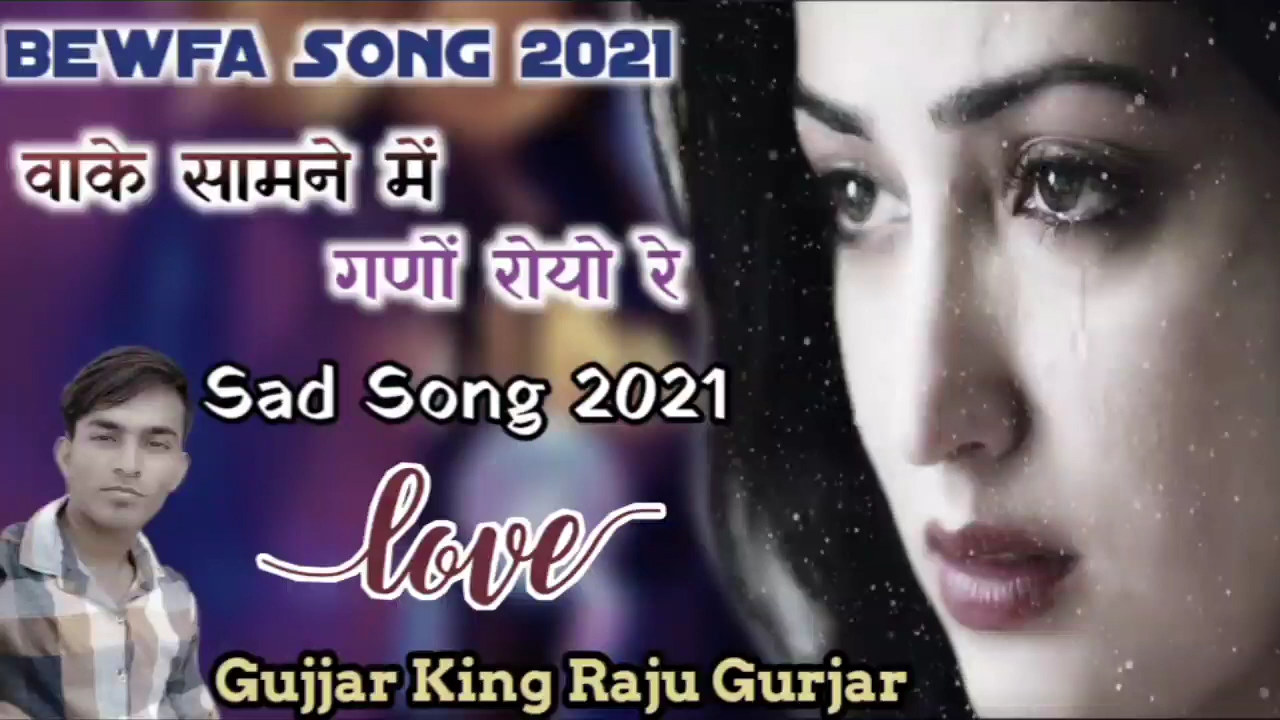 BEWFA SONG 2021
वाके सामने में
गणों रोयो रे
Sad Song 2021
love
Gujjar King Raju Gurjar